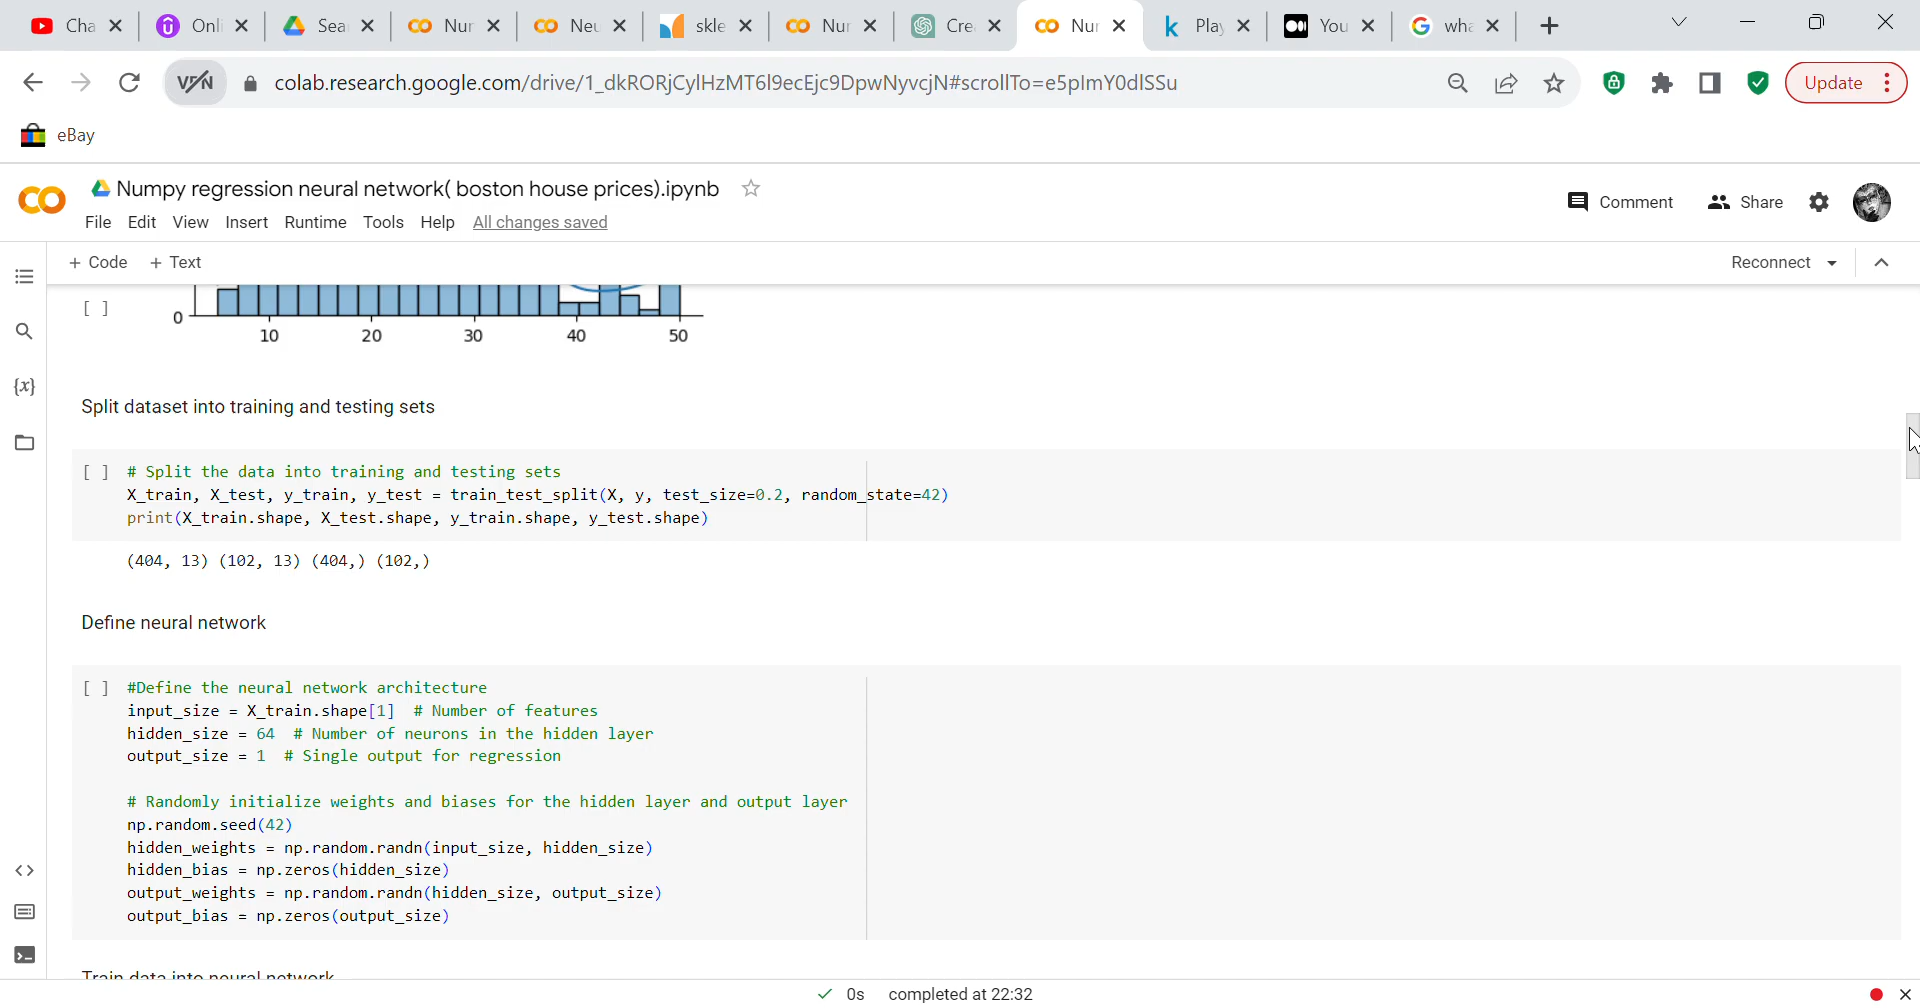 Cha
Onli
Sea
Nur
Neu
skle
Nur
Cre
Nur
Play
You
wha
VPN
colab.research.google.com/drive/1_dkRORjCylHzMT6l9ecEjc9DpwNyvcjN#scrollTo=e5plmY0dlSSu
Update
eBay
Numpy regression neural network( boston house prices).ipynb
Comment
Share
File Edit View Insert Runtime Tools Help All changes saved
+ Code + Text
Reconnect
[ ]
0
10 20 30 40 50
{x}
Split dataset into training and testing sets
[ ] # Split the data into training and testing sets
X_train, X_test, y_train, y_test = train_test_split(X, y, test_size=0.2, random_state=42)
print(X_train.shape, X_test.shape, y_train.shape, y_test.shape)
(404, 13) (102, 13) (404,) (102,)
Define neural network
[ ] #Define the neural network architecture
input_size = X_train.shape[1] # Number of features
hidden_size = 64 # Number of neurons in the hidden layer
output_size = 1 # Single output for regression
# Randomly initialize weights and biases for the hidden layer and output layer
np.random.seed(42)
hidden_weights = np.random.randn(input_size, hidden_size)
hidden_bias = np.zeros(hidden_size)
output_weights = np.random.randn(hidden_size, output_size)
output_bias = np.zeros(output_size)
Train data into neural network
0s completed at 22:32